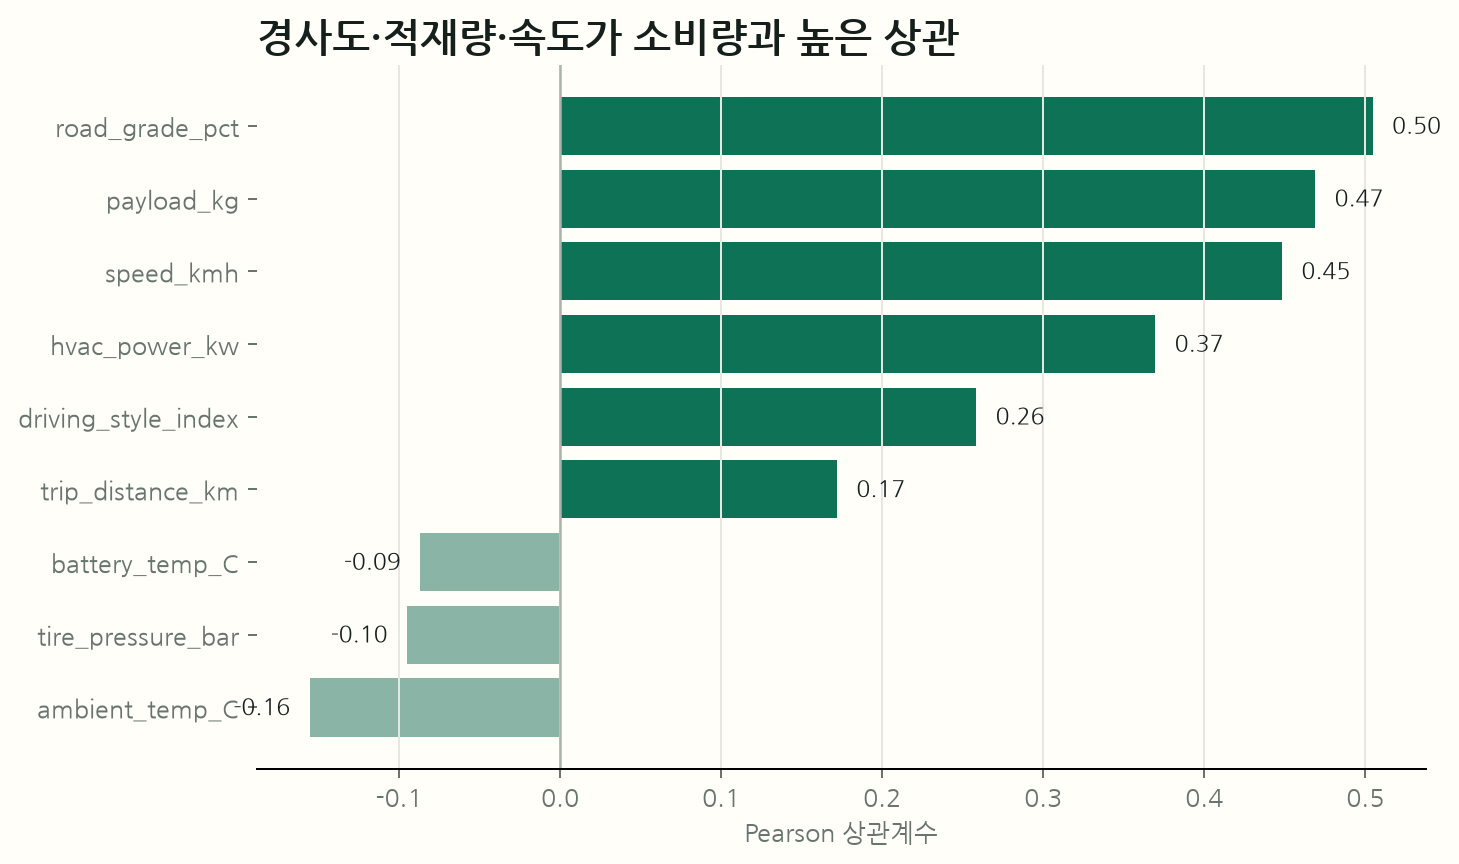 경사도·적재량·속도가 소비량과 높은 상관
road_grade_pct 0.50
payload_kg 0.47
speed_kmh 0.45
hvac_power_kw 0.37
driving_style_index 0.26
trip_distance_km 0.17
battery_temp_C -0.09
tire_pressure_bar -0.10
ambient_temp_C -0.16
-0.1 0.0 0.1 0.2 0.3 0.4 0.5
Pearson 상관계수